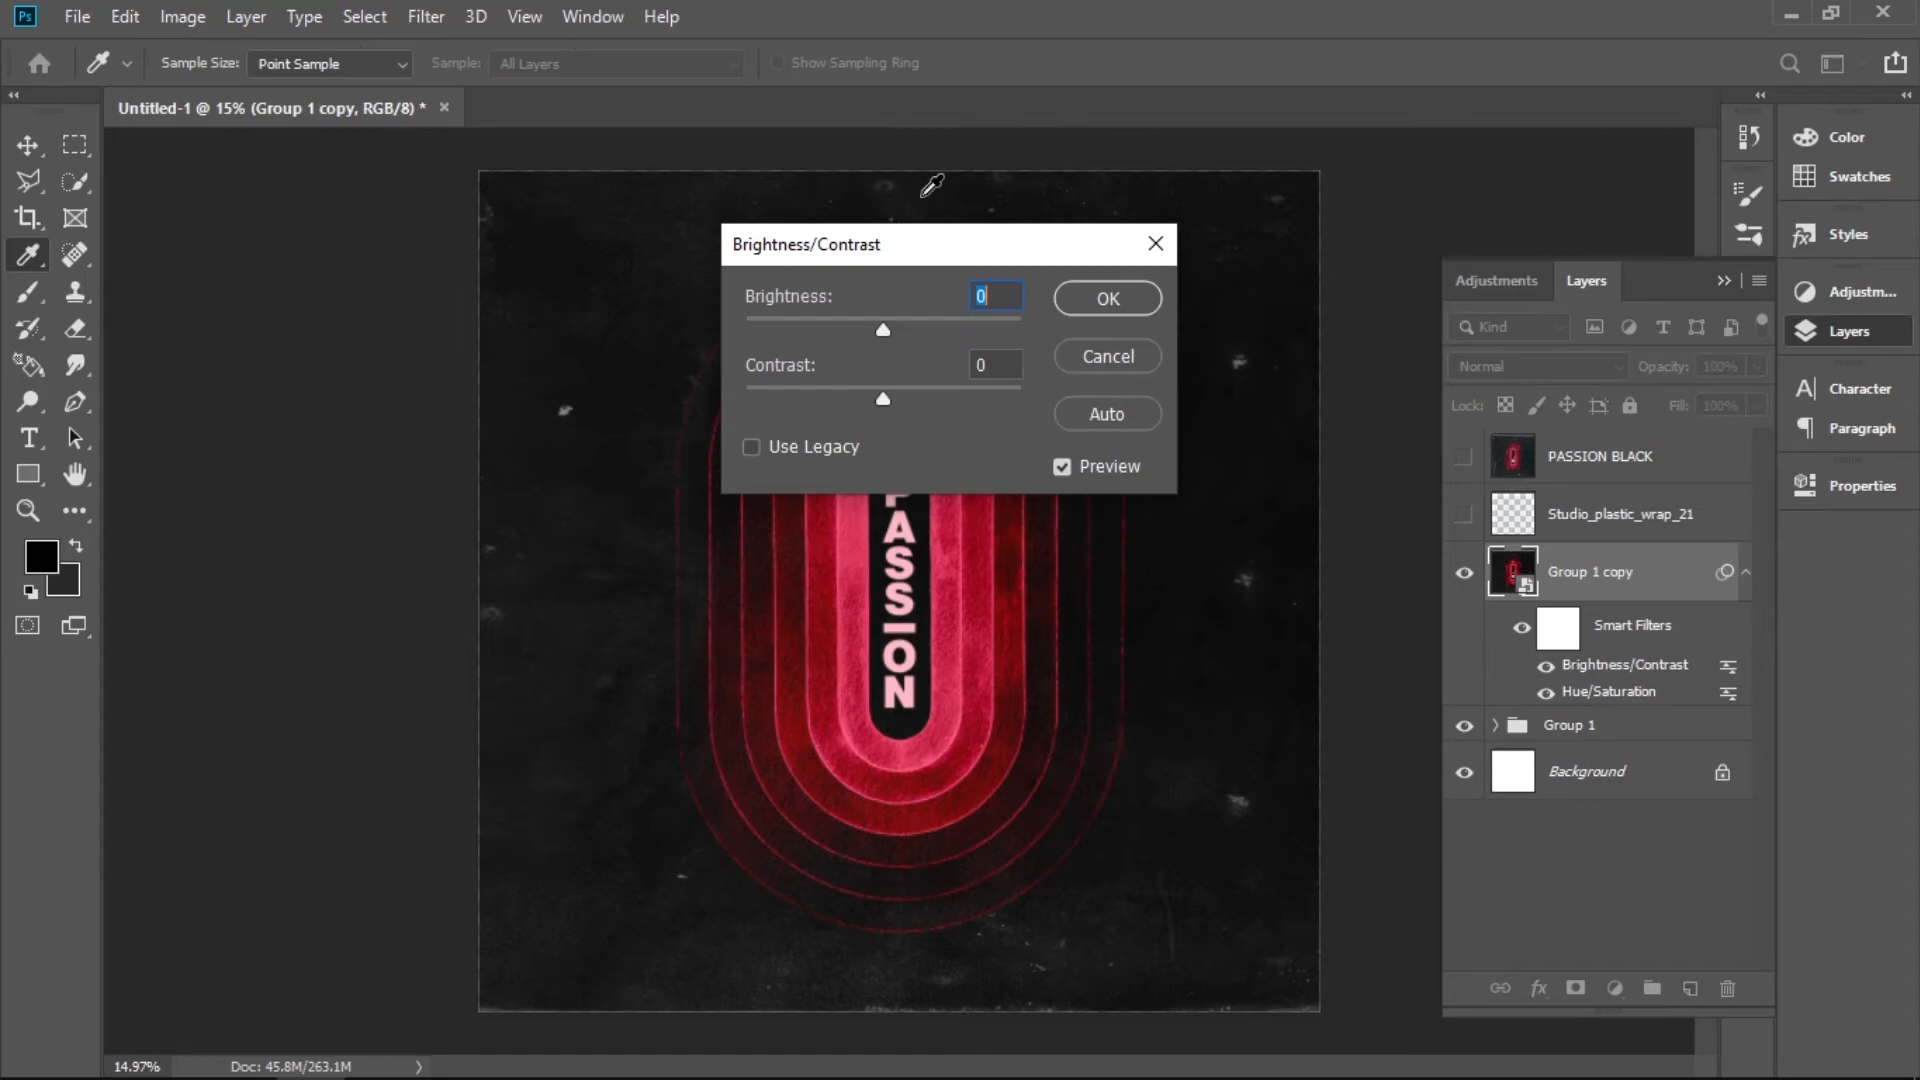 Ps File Edit Image Layer Type Select Filter 3D View Window Help
Sample Size: Point Sample Sample: All Layers Show Sampling Ring
Untitled-1 @ 15% (Group 1 copy, RGB/8) * ×
Brightness/Contrast
Brightness: 0
OK
Contrast: 0
Cancel
Auto
Use Legacy
Preview
PASSION
Color
Swatches
Styles
Adjustm...
Layers
Character
Paragraph
Properties
Adjustments Layers
Kind
Normal Opacity: 100%
Lock: Fill: 100%
PASSION BLACK
Studio_plastic_wrap_21
Group 1 copy
Smart Filters
Brightness/Contrast
Hue/Saturation
Group 1
Background
fx
14.97% Doc: 45.8M/263.1M